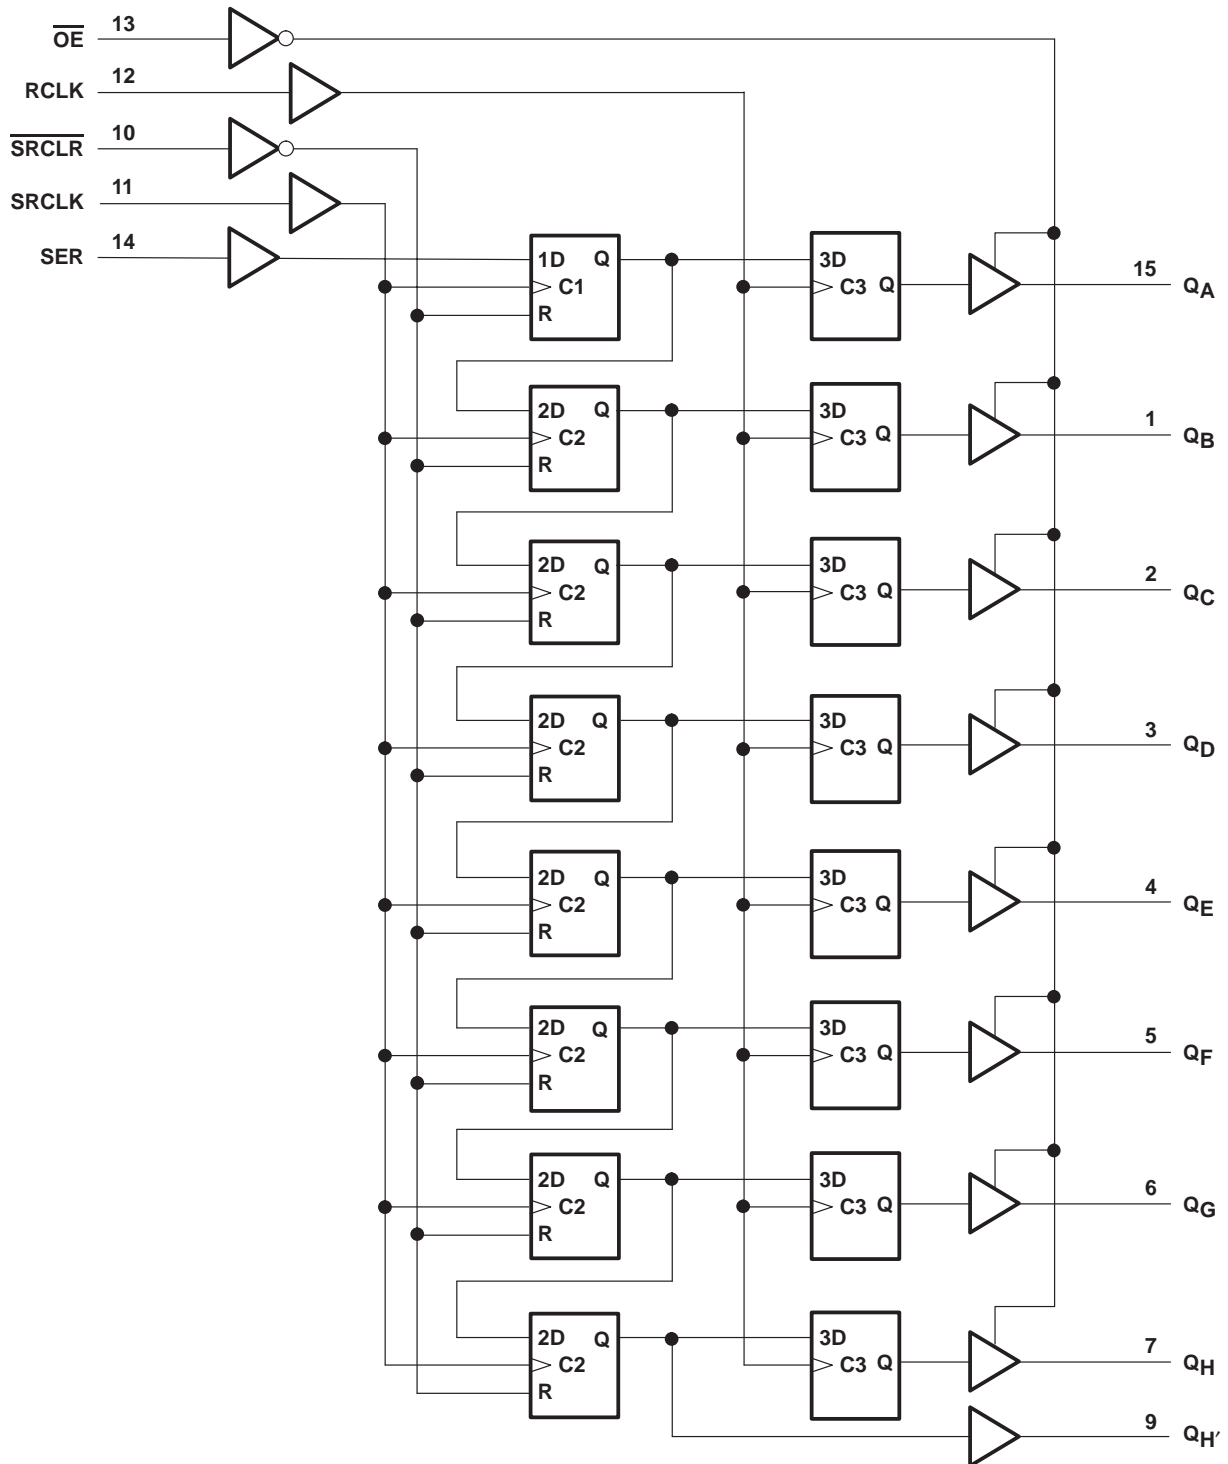 13
O̅E̅
12
RCLK
10
S̅R̅C̅L̅R̅
11
SRCLK
14
SER
1D Q
C1
R
3D
C3 Q
15
QA
2D Q
C2
R
3D
C3 Q
1
QB
2D Q
C2
R
3D
C3 Q
2
QC
2D Q
C2
R
3D
C3 Q
3
QD
2D Q
C2
R
3D
C3 Q
4
QE
2D Q
C2
R
3D
C3 Q
5
QF
2D Q
C2
R
3D
C3 Q
6
QG
2D Q
C2
R
3D
C3 Q
7
QH
9
QH′